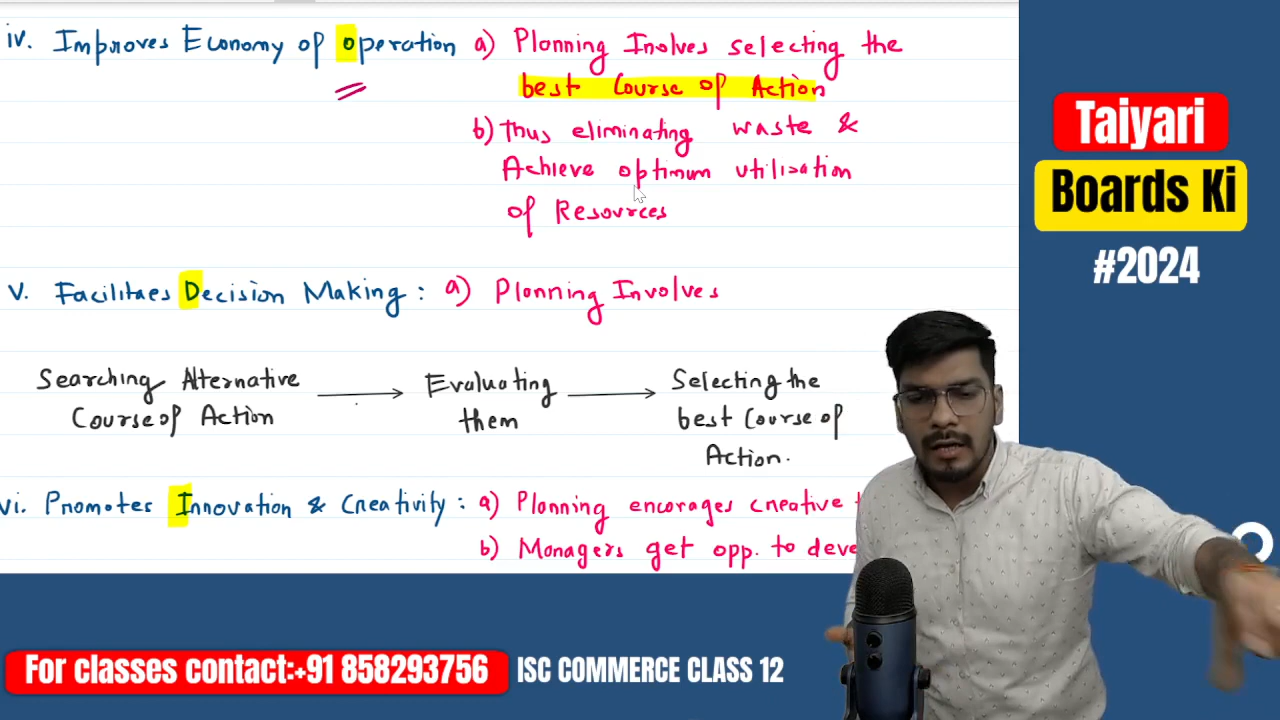 iv. Improves Economy of operation a) Planning Inolves selecting the
best Course of Action
b) Thus eliminating waste &
Achieve optimum utilisation
of Resources
v. Facilitaes Decision Making : a) Planning Involves
Searching Alternative
Course of Action
Evaluating
them
Selecting the
best Course of
Action.
vi. Promotes Innovation & Creativity : a) Planning encorages creative
b) Managers get opp. to deve
Taiyari
Boards Ki
#2024
For classes contact:+91 858293756
ISC COMMERCE CLASS 12